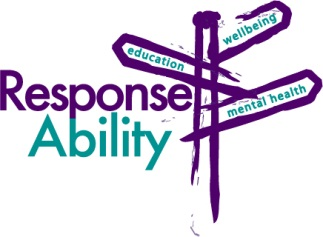 wellbeing
education
Response
mental health
Ability